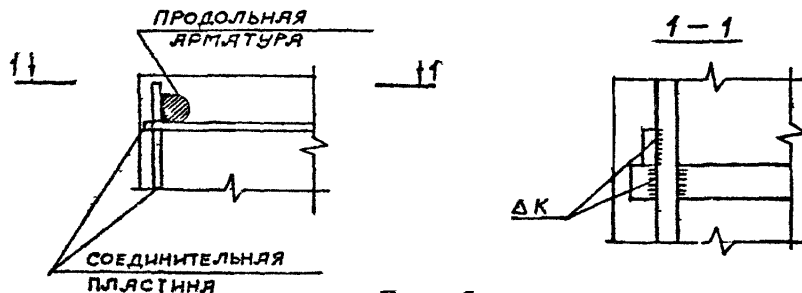 ПРОДОЛЬНАЯ
АРМАТУРА
1 1
1-1
ΔК
СОЕДИНИТЕЛЬНАЯ
ПЛАСТИНА